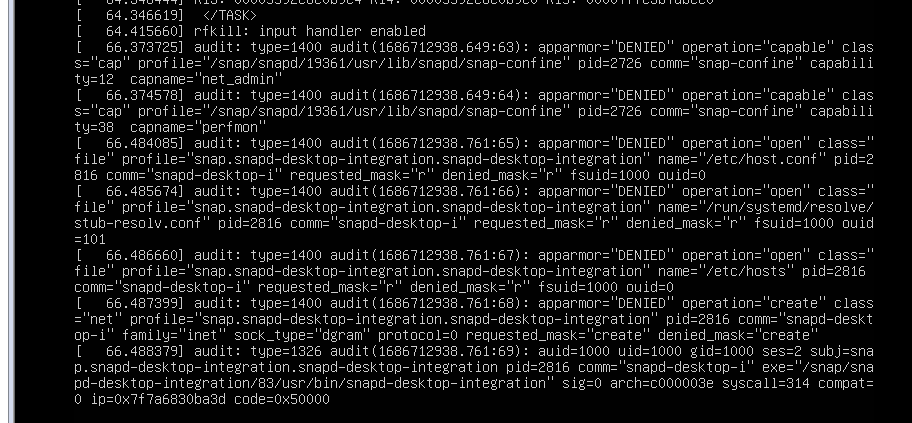 [   64.346619]  </TASK>
[   64.415660] rfkill: input handler enabled
[   66.373725] audit: type=1400 audit(1686712938.649:63): apparmor="DENIED" operation="capable" clas
s="cap" profile="/snap/snapd/19361/usr/lib/snapd/snap-confine" pid=2726 comm="snap-confine" capabili
ty=12  capname="net_admin"
[   66.374578] audit: type=1400 audit(1686712938.649:64): apparmor="DENIED" operation="capable" clas
s="cap" profile="/snap/snapd/19361/usr/lib/snapd/snap-confine" pid=2726 comm="snap-confine" capabili
ty=38  capname="perfmon"
[   66.484085] audit: type=1400 audit(1686712938.761:65): apparmor="DENIED" operation="open" class="
file" profile="snap.snapd-desktop-integration.snapd-desktop-integration" name="/etc/host.conf" pid=2
816 comm="snapd-desktop-i" requested_mask="r" denied_mask="r" fsuid=1000 ouid=0
[   66.485674] audit: type=1400 audit(1686712938.761:66): apparmor="DENIED" operation="open" class="
file" profile="snap.snapd-desktop-integration.snapd-desktop-integration" name="/run/systemd/resolve/
stub-resolv.conf" pid=2816 comm="snapd-desktop-i" requested_mask="r" denied_mask="r" fsuid=1000 ouid
=101
[   66.486660] audit: type=1400 audit(1686712938.761:67): apparmor="DENIED" operation="open" class="
file" profile="snap.snapd-desktop-integration.snapd-desktop-integration" name="/etc/hosts" pid=2816
comm="snapd-desktop-i" requested_mask="r" denied_mask="r" fsuid=1000 ouid=0
[   66.487399] audit: type=1400 audit(1686712938.761:68): apparmor="DENIED" operation="create" class
="net" profile="snap.snapd-desktop-integration.snapd-desktop-integration" pid=2816 comm="snapd-deskt
op-i" family="inet" sock_type="dgram" protocol=0 requested_mask="create" denied_mask="create"
[   66.488379] audit: type=1326 audit(1686712938.761:69): auid=1000 uid=1000 gid=1000 ses=2 subj=sna
p.snapd-desktop-integration.snapd-desktop-integration pid=2816 comm="snapd-desktop-i" exe="/snap/sna
pd-desktop-integration/83/usr/bin/snapd-desktop-integration" sig=0 arch=c000003e syscall=314 compat=
0 ip=0x7f7a6830ba3d code=0x50000